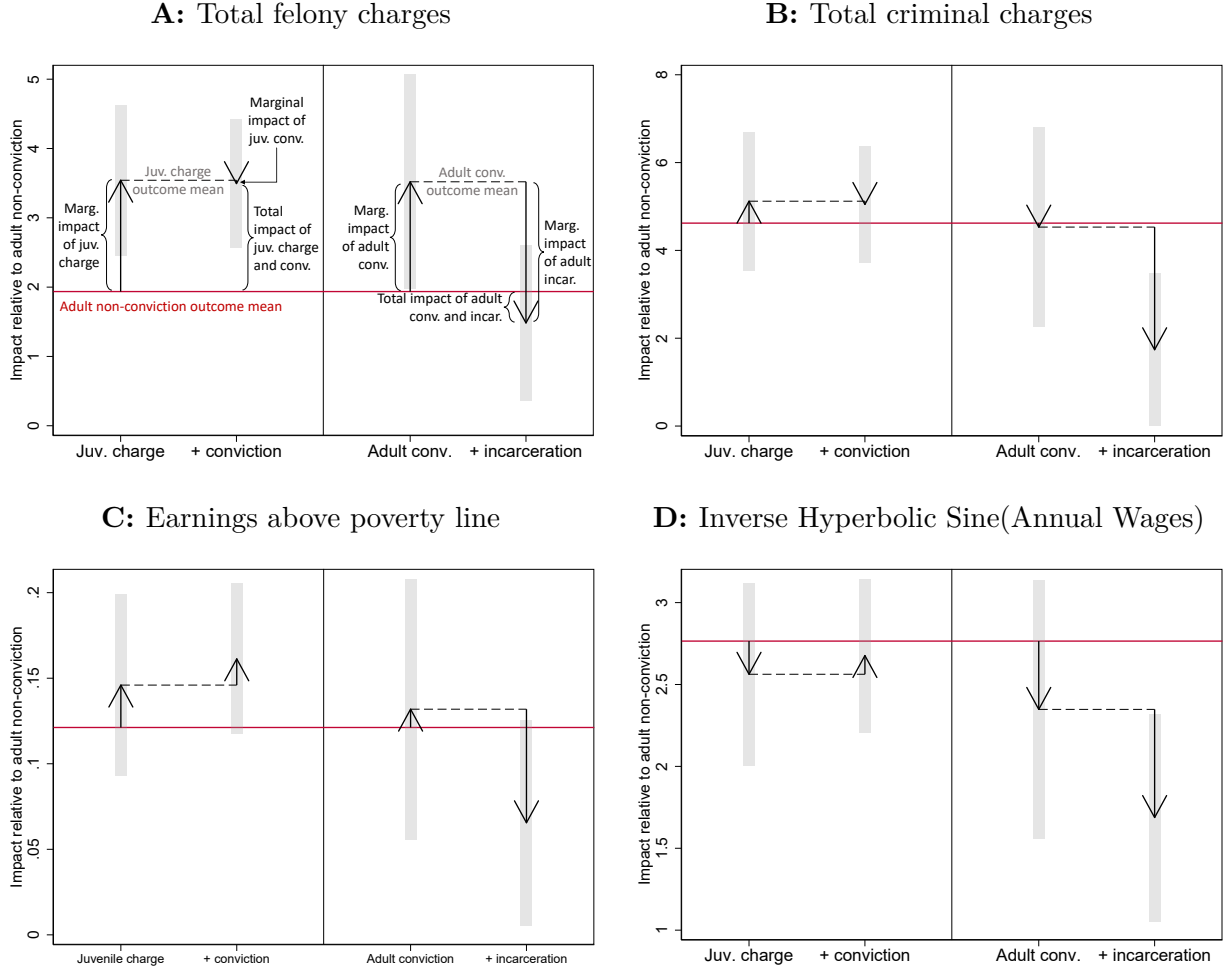 A: Total felony charges
Impact relative to adult non-conviction
5
4
3
2
1
0
Marginal
impact of
juv. conv.
Juv. charge
outcome mean
Marg.
impact
of juv.
charge
Total
impact of
juv. charge
and conv.
Adult non-conviction outcome mean
Adult conv.
outcome mean
Marg.
impact
of adult
conv.
Marg.
impact
of adult
incar.
Total impact of adult
conv. and incar.
Juv. charge
+ conviction
Adult conv.
+ incarceration
B: Total criminal charges
Impact relative to adult non-conviction
8
6
4
2
0
Juv. charge
+ conviction
Adult conv.
+ incarceration
C: Earnings above poverty line
Impact relative to adult non-conviction
.2
.15
.1
.05
0
Juvenile charge
+ conviction
Adult conviction
+ incarceration
D: Inverse Hyperbolic Sine(Annual Wages)
Impact relative to adult non-conviction
3
2.5
2
1.5
1
Juv. charge
+ conviction
Adult conv.
+ incarceration